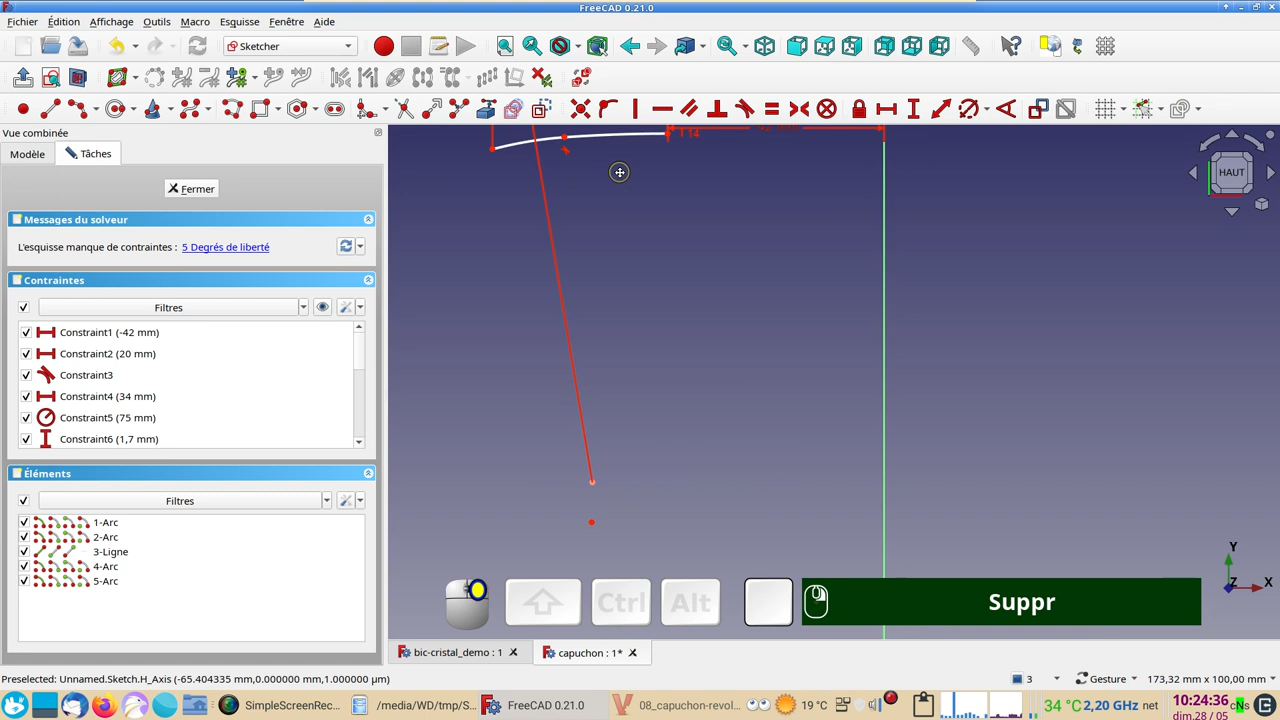 FreeCAD 0.21.0
Fichier Édition Affichage Outils Macro Esquisse Fenêtre Aide
Sketcher
Vue combinée
Modèle Tâches
Fermer
Messages du solveur
L'esquisse manque de contraintes : 5 Degrés de liberté
Contraintes
Filtres
Constraint1 (-42 mm)
Constraint2 (20 mm)
Constraint3
Constraint4 (34 mm)
Constraint5 (75 mm)
Constraint6 (1,7 mm)
Éléments
Filtres
1-Arc
2-Arc
3-Ligne
4-Arc
5-Arc
HAUT
Y
Z X
Ctrl Alt Suppr
bic-cristal_demo : 1 capuchon : 1*
Preselected: Unnamed.Sketch.H_Axis (-65.404335 mm,0.000000 mm,1.000000 µm) 3 Gesture 173,32 mm × 100,00 mm
SimpleScreenRec... /media/WD/tmp/S... FreeCAD 0.21.0 08_capuchon-revol... 19 °C 34 °C 2,20 GHz net 10:24:36 dim. 28 / 05